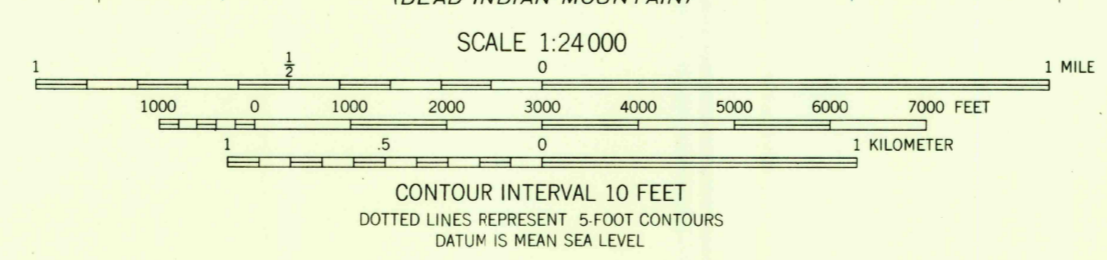 (DEAD INDIAN MOUNTAIN)
SCALE 1:24 000
1 1/2 0 1 MILE
1000 0 1000 2000 3000 4000 5000 6000 7000 FEET
1 .5 0 1 KILOMETER
CONTOUR INTERVAL 10 FEET
DOTTED LINES REPRESENT 5-FOOT CONTOURS
DATUM IS MEAN SEA LEVEL